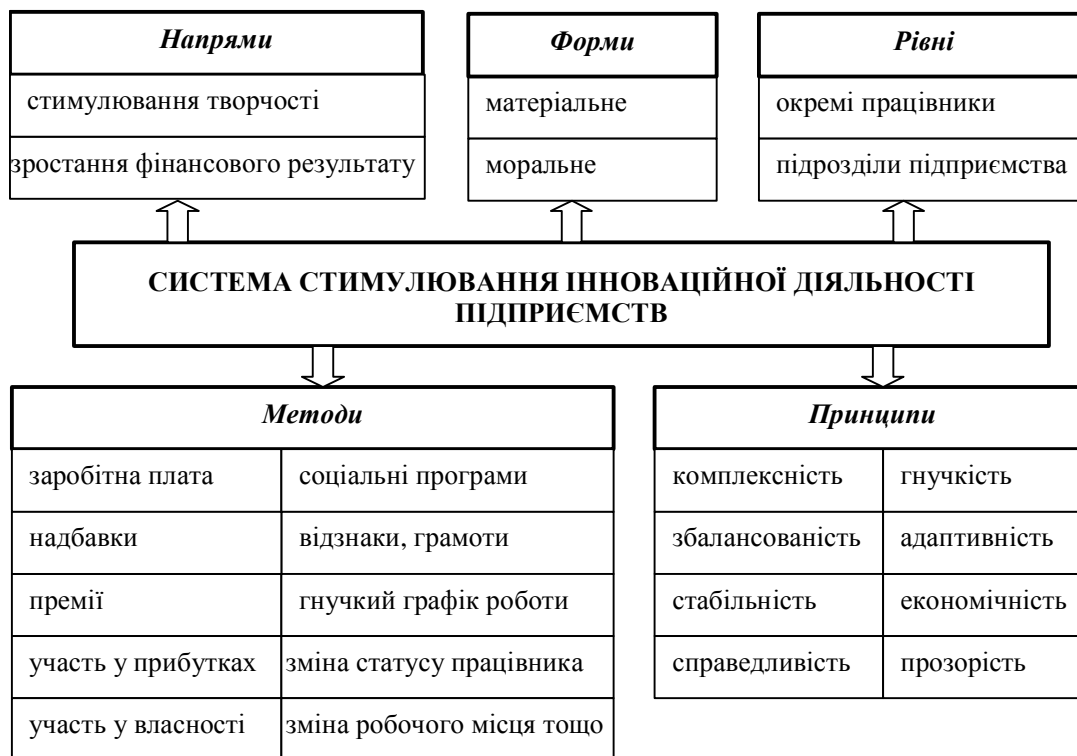 Напрями
стимулювання творчості
зростання фінансового результату
Форми
матеріальне
моральне
Рівні
окремі працівники
підрозділи підприємства
СИСТЕМА СТИМУЛЮВАННЯ ІННОВАЦІЙНОЇ ДІЯЛЬНОСТІ
ПІДПРИЄМСТВ
Методи
заробітна плата соціальні програми
надбавки відзнаки, грамоти
премії гнучкий графік роботи
участь у прибутках зміна статусу працівника
участь у власності зміна робочого місця тощо
Принципи
комплексність гнучкість
збалансованість адаптивність
стабільність економічність
справедливість прозорість